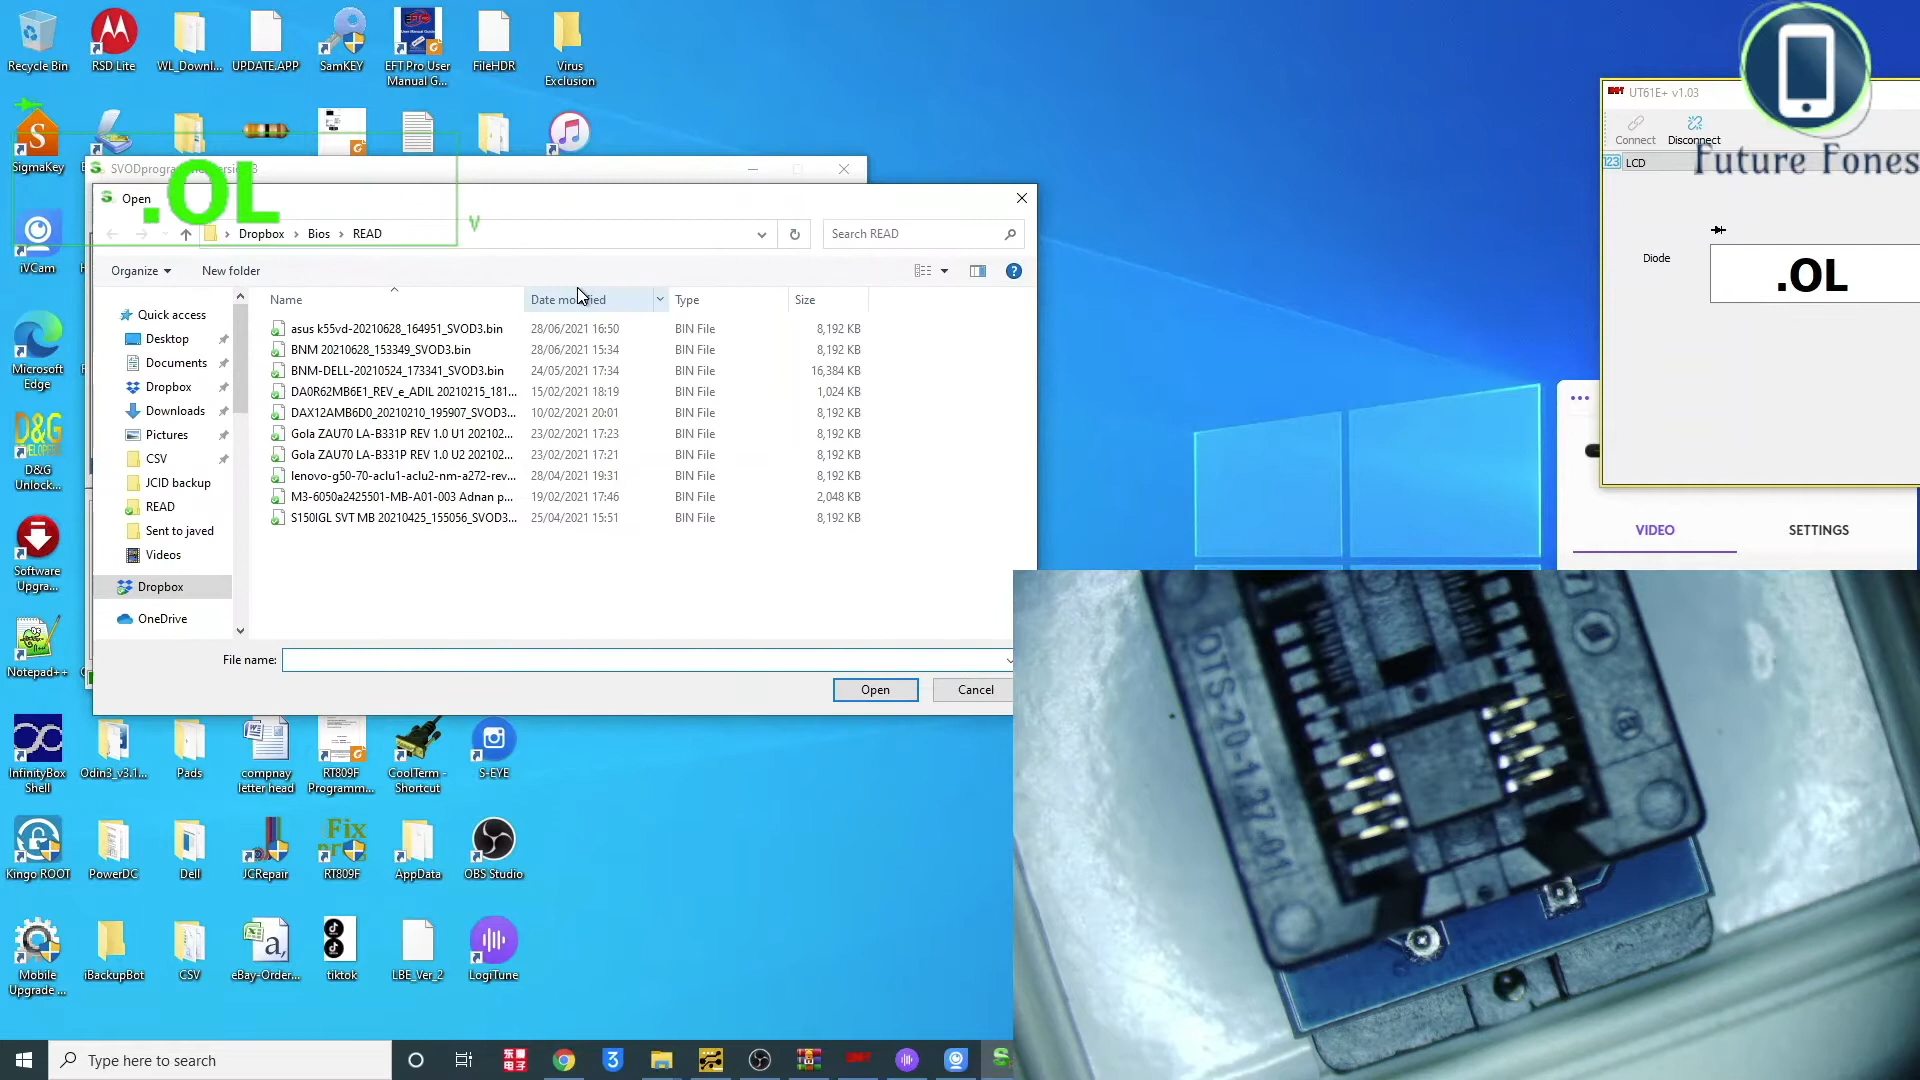 Recycle Bin
RSD Lite
WL_Downl...
UPDATE.APP
SamKEY
EFT Pro User Manual G...
FileHDR
Virus Exclusion
SigmaKey
iVCam
Microsoft Edge
D&G Unlock...
Software Upgra...
Notepad++
InfinityBox Shell
Odin3_v3.1...
Pads
compnay letter head
RT809F Programm...
CoolTerm - Shortcut
S-EYE
Kingo ROOT
PowerDC
Dell
JCRepair
RT809F
AppData
OBS Studio
Mobile Upgrade ...
iBackupBot
CSV
eBay-Order...
tiktok
LBE_Ver_2
LogiTune
.OL
V
Open
Dropbox > Bios > READ
Search READ
Organize
New folder
Name
Date modified
Type
Size
asus k55vd-20210628_164951_SVOD3.bin 28/06/2021 16:50 BIN File 8,192 KB
BNM 20210628_153349_SVOD3.bin 28/06/2021 15:34 BIN File 8,192 KB
BNM-DELL-20210524_173341_SVOD3.bin 24/05/2021 17:34 BIN File 16,384 KB
DA0R62MB6E1_REV_e_ADIL 20210215_181... 15/02/2021 18:19 BIN File 1,024 KB
DAX12AMB6D0_20210210_195907_SVOD3... 10/02/2021 20:01 BIN File 8,192 KB
Gola ZAU70 LA-B331P REV 1.0 U1 202102... 23/02/2021 17:23 BIN File 8,192 KB
Gola ZAU70 LA-B331P REV 1.0 U2 202102... 23/02/2021 17:21 BIN File 8,192 KB
lenovo-g50-70-aclu1-aclu2-nm-a272-rev... 28/04/2021 19:31 BIN File 8,192 KB
M3-6050a2425501-MB-A01-003 Adnan p... 19/02/2021 17:46 BIN File 2,048 KB
S150IGL SVT MB 20210425_155056_SVOD3... 25/04/2021 15:51 BIN File 8,192 KB
Quick access
Desktop
Documents
Dropbox
Downloads
Pictures
CSV
JCID backup
READ
Sent to javed
Videos
Dropbox
OneDrive
File name:
Open
Cancel
UT61E+ v1.03
Connect
Disconnect
Future Fones
LCD
Diode
.OL
VIDEO
SETTINGS
OTS-20-1.27-01
Type here to search